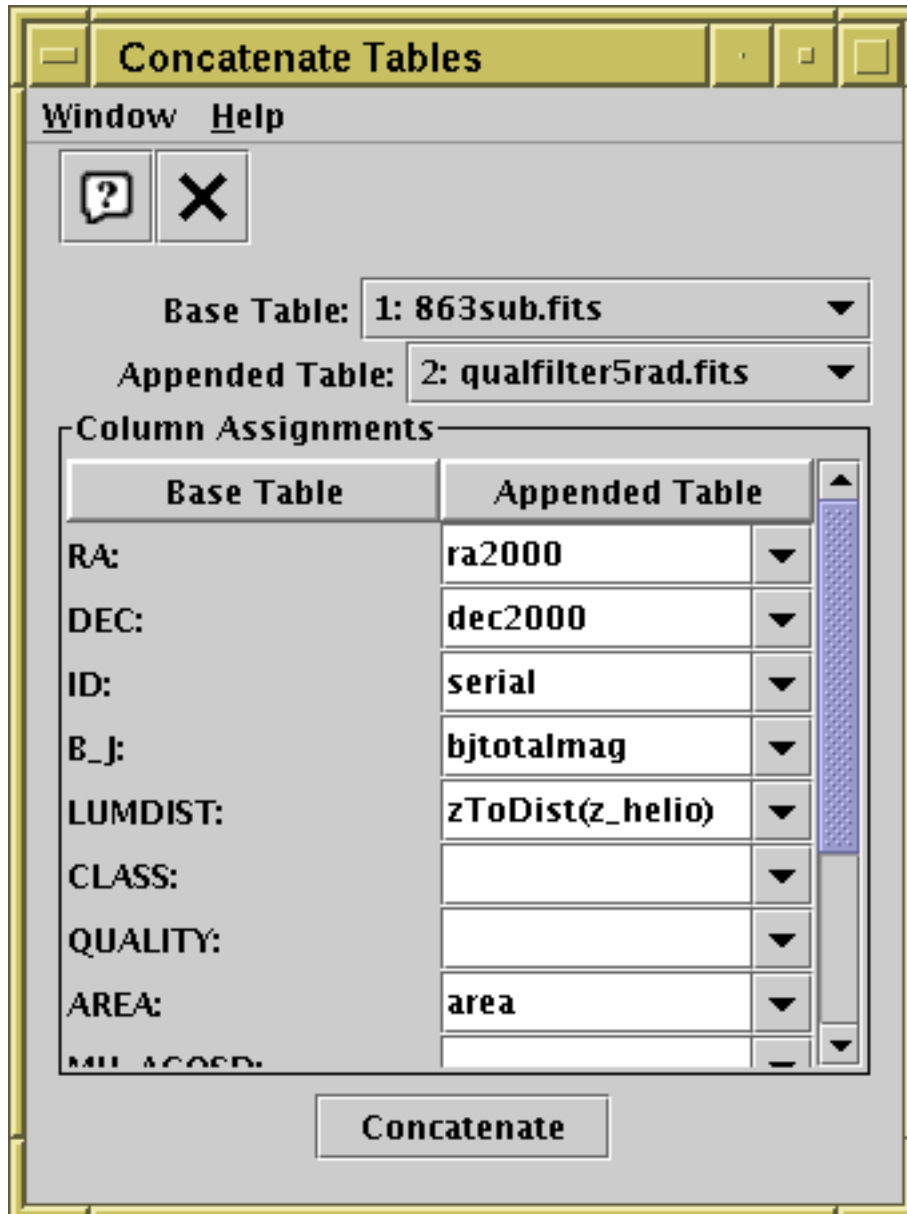 Concatenate Tables
Window Help
Base Table: 1: 863sub.fits
Appended Table: 2: qualfilter5rad.fits
Column Assignments
Base Table Appended Table
RA: ra2000
DEC: dec2000
ID: serial
B_J: bjtotalmag
LUMDIST: zToDist(z_helio)
CLASS:
QUALITY:
AREA: area
Concatenate